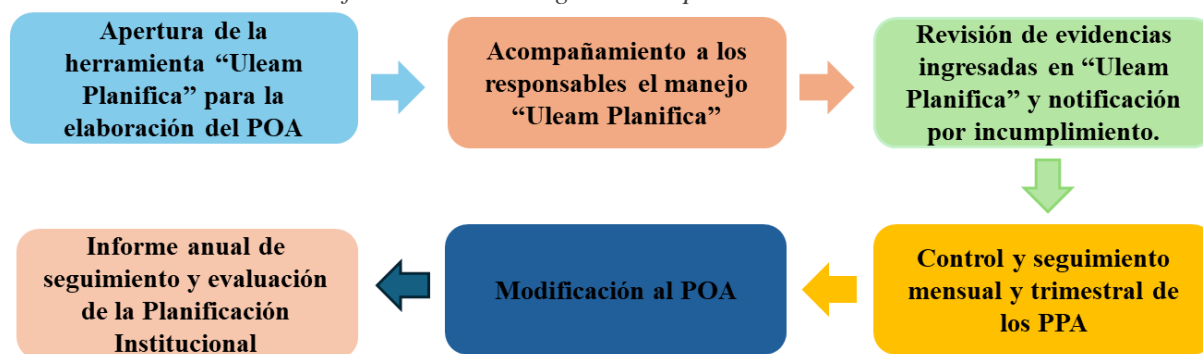 Apertura de la
herramienta “Uleam
Planifica” para la
elaboración del POA
Acompañamiento a los
responsables el manejo
“Uleam Planifica”
Revisión de evidencias
ingresadas en “Uleam
Planifica” y notificación
por incumplimiento.
Control y seguimiento
mensual y trimestral de
los PPA
Modificación al POA
Informe anual de
seguimiento y evaluación
de la Planificación
Institucional